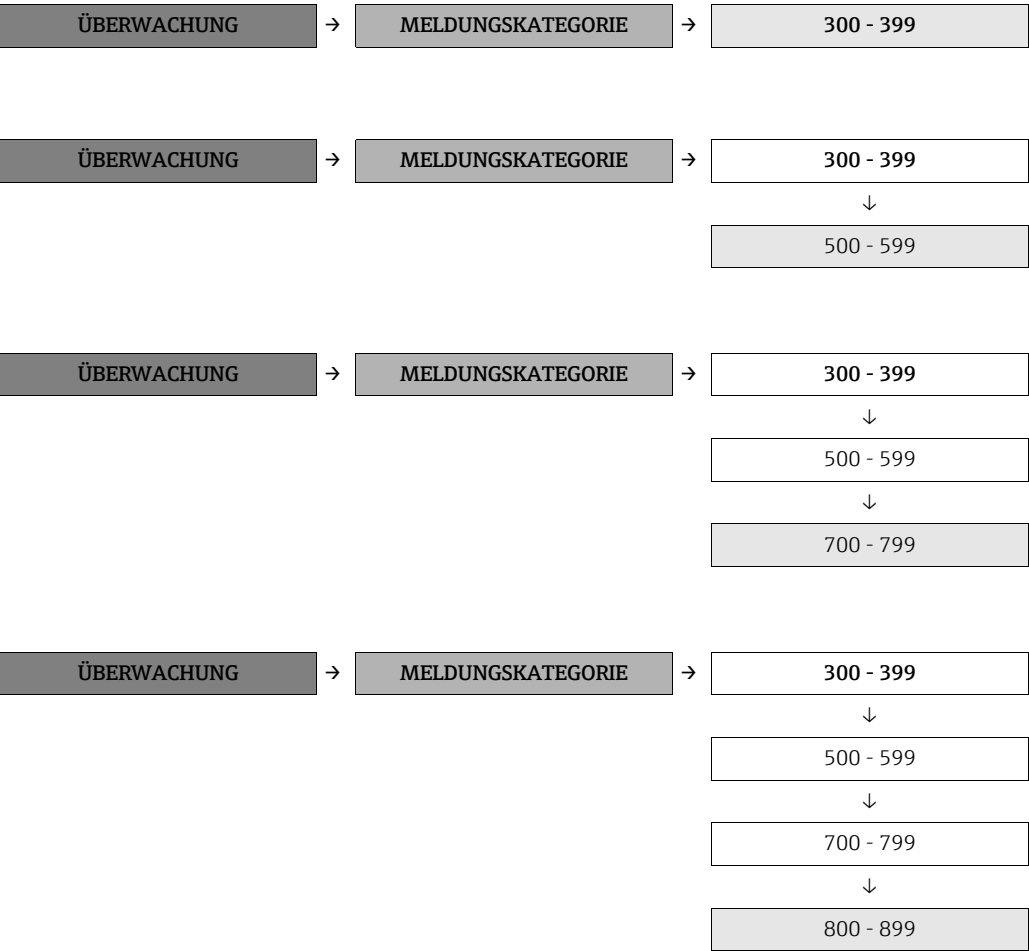 ÜBERWACHUNG → MELDUNGSKATEGORIE → 300 - 399
ÜBERWACHUNG → MELDUNGSKATEGORIE → 300 - 399
↓
500 - 599
ÜBERWACHUNG → MELDUNGSKATEGORIE → 300 - 399
↓
500 - 599
↓
700 - 799
ÜBERWACHUNG → MELDUNGSKATEGORIE → 300 - 399
↓
500 - 599
↓
700 - 799
↓
800 - 899